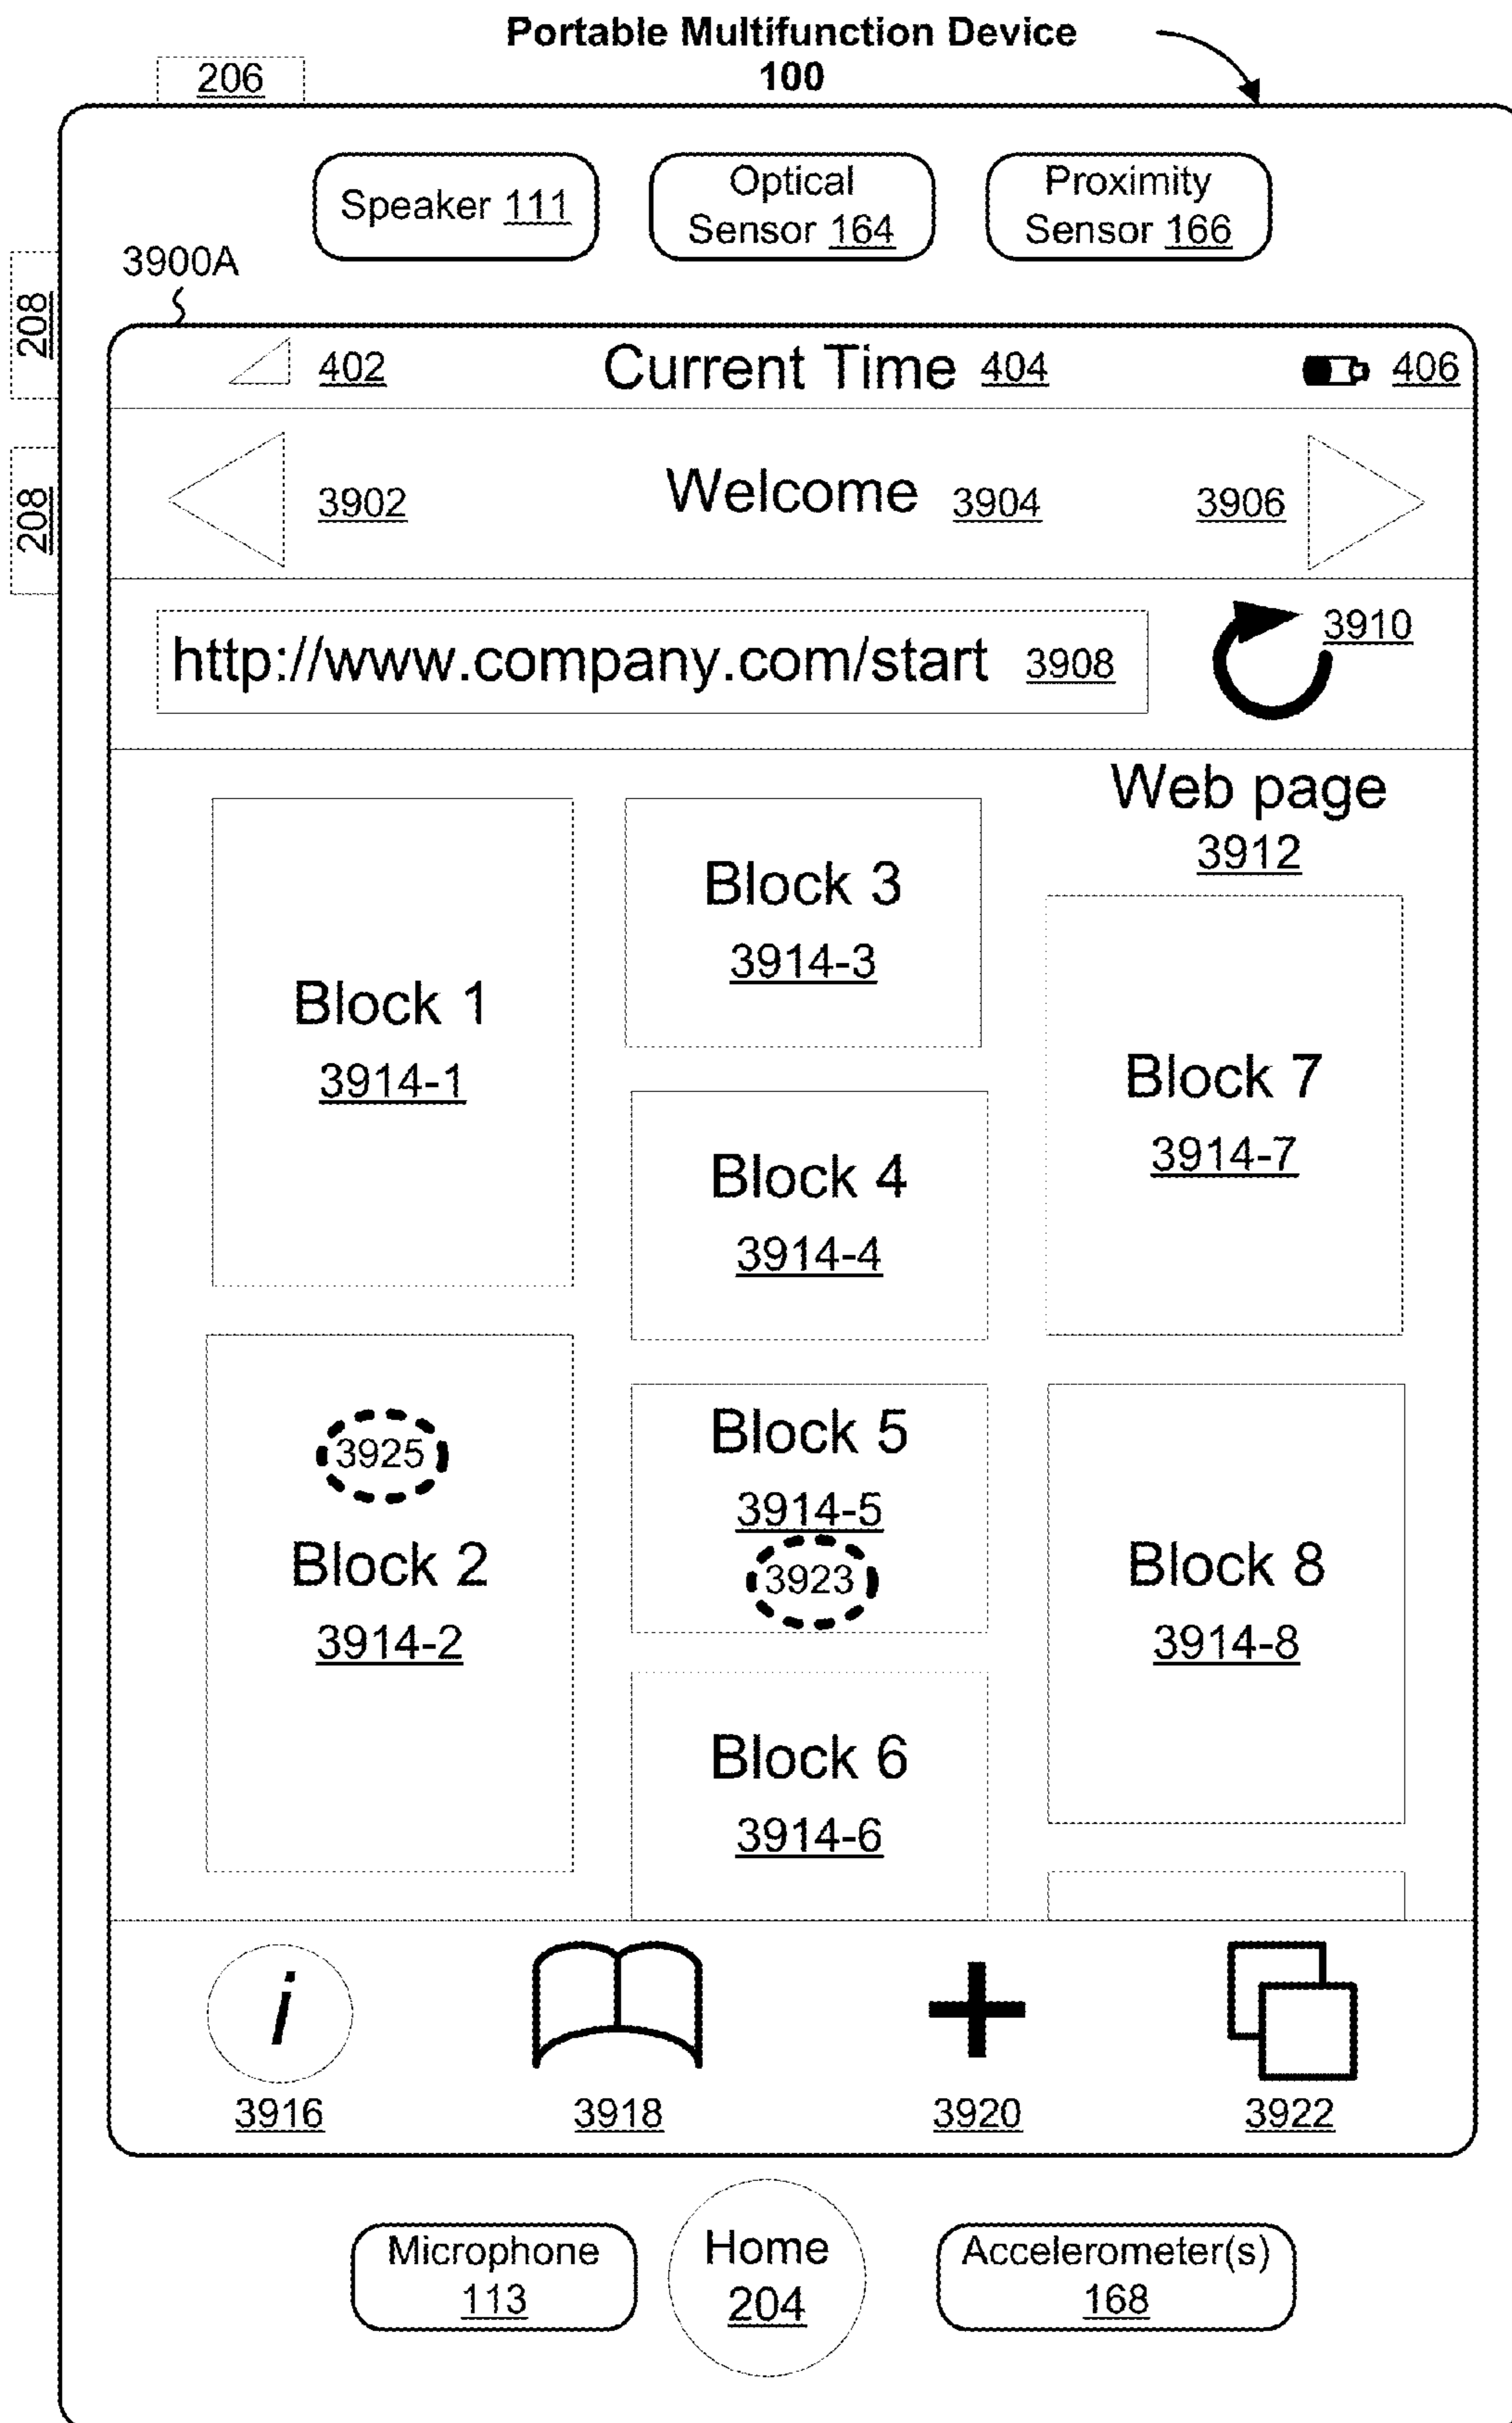 Portable Multifunction Device
100
206
Speaker 111
Optical
Sensor 164
Proximity
Sensor 166
3900A
208
208
402
Current Time 404
406
3902
Welcome 3904
3906
http://www.company.com/start 3908
3910
Web page
3912
Block 1
3914-1
Block 2
3914-2
3925
Block 3
3914-3
Block 4
3914-4
Block 5
3914-5
3923
Block 6
3914-6
Block 7
3914-7
Block 8
3914-8
i
3916
3918
3920
3922
Microphone
113
Home
204
Accelerometer(s)
168